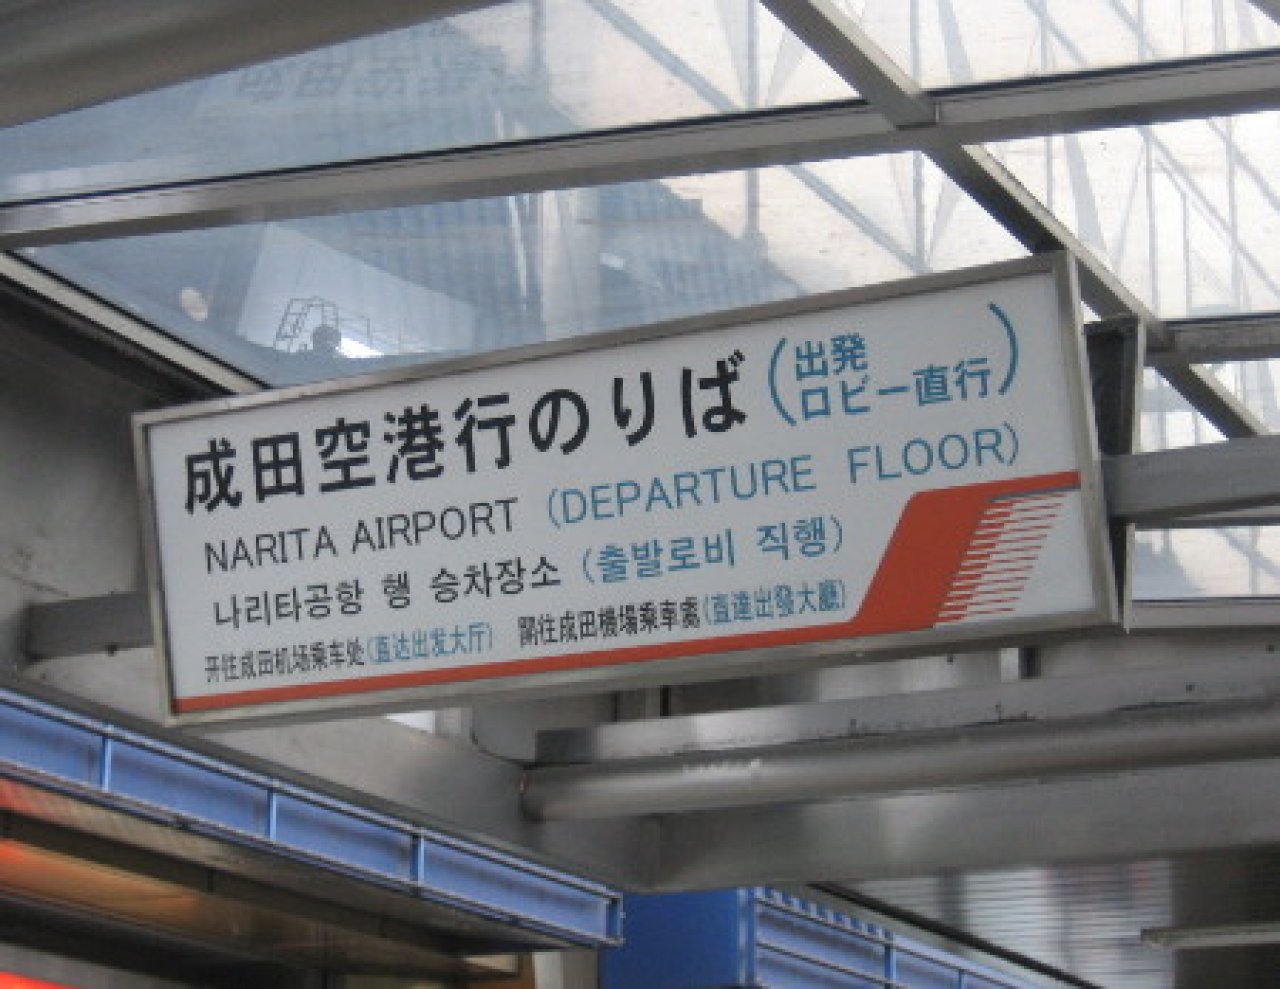 成田空港行のりば(出発
ロビー直行)
NARITA AIRPORT (DEPARTURE FLOOR)
나리타공항 행 승차장소 (출발로비 직행)
开往成田机场乘车处(直达出发大厅) 開往成田機場乘車處(直達出發大廳)